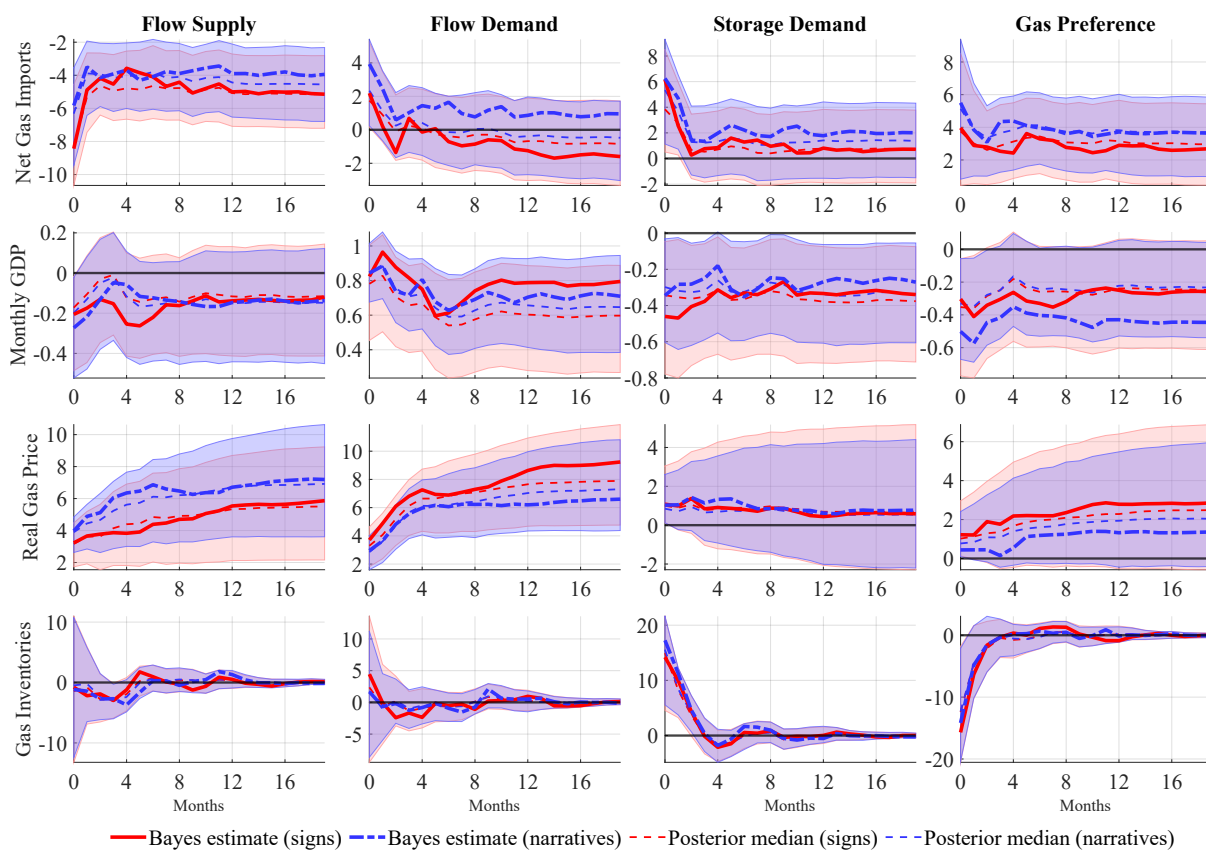 Flow Supply Flow Demand Storage Demand Gas Preference
Net Gas Imports
-2 -4 -6 -8 -10
0 4 8 12 16
4 2 0 -2
0 4 8 12 16
8 6 4 2 0 -2
0 4 8 12 16
8 6 4 2
0 4 8 12 16
Monthly GDP
0.2 0 -0.2 -0.4
0 4 8 12 16
1 0.8 0.6 0.4
0 4 8 12 16
0 -0.2 -0.4 -0.6 -0.8
0 4 8 12 16
0 -0.2 -0.4 -0.6
0 4 8 12 16
Real Gas Price
10 8 6 4 2
0 4 8 12 16
10 8 6 4 2
0 4 8 12 16
4 2 0 -2
0 4 8 12 16
6 4 2 0
0 4 8 12 16
Gas Inventories
10 0 -10
0 4 8 12 16
Months
10 5 0 -5
0 4 8 12 16
Months
20 10 0
0 4 8 12 16
Months
0 -10 -20
0 4 8 12 16
Months
Bayes estimate (signs) Bayes estimate (narratives) Posterior median (signs) Posterior median (narratives)